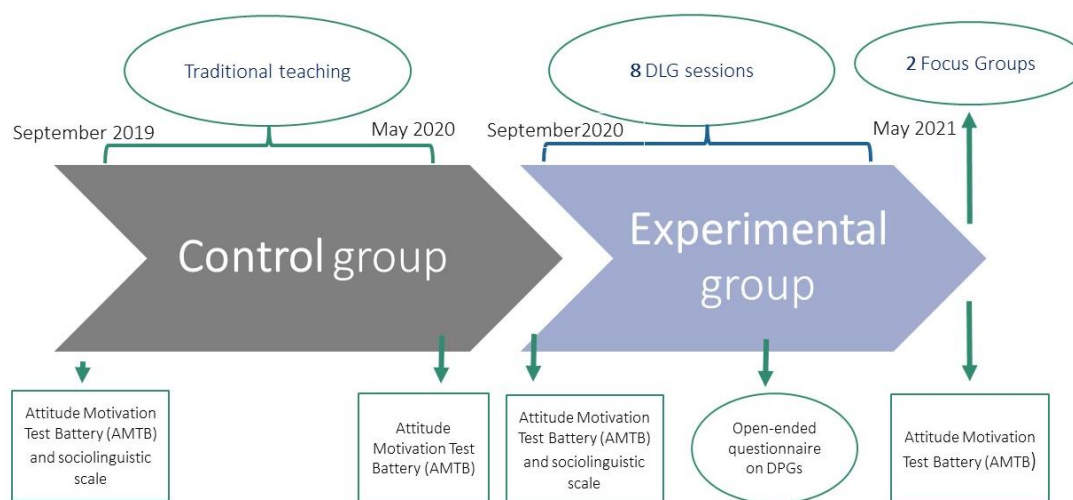 Traditional teaching
8 DLG sessions
2 Focus Groups
September 2019
May 2020
September2020
May 2021
Control group
Experimental
group
Attitude Motivation
Test Battery (AMTB)
and sociolinguistic
scale
Attitude
Motivation Test
Battery (AMTB)
Attitude Motivation
Test Battery (AMTB)
and sociolinguistic
scale
Open-ended
questionnaire
on DPGs
Attitude Motivation
Test Battery (AMTB)